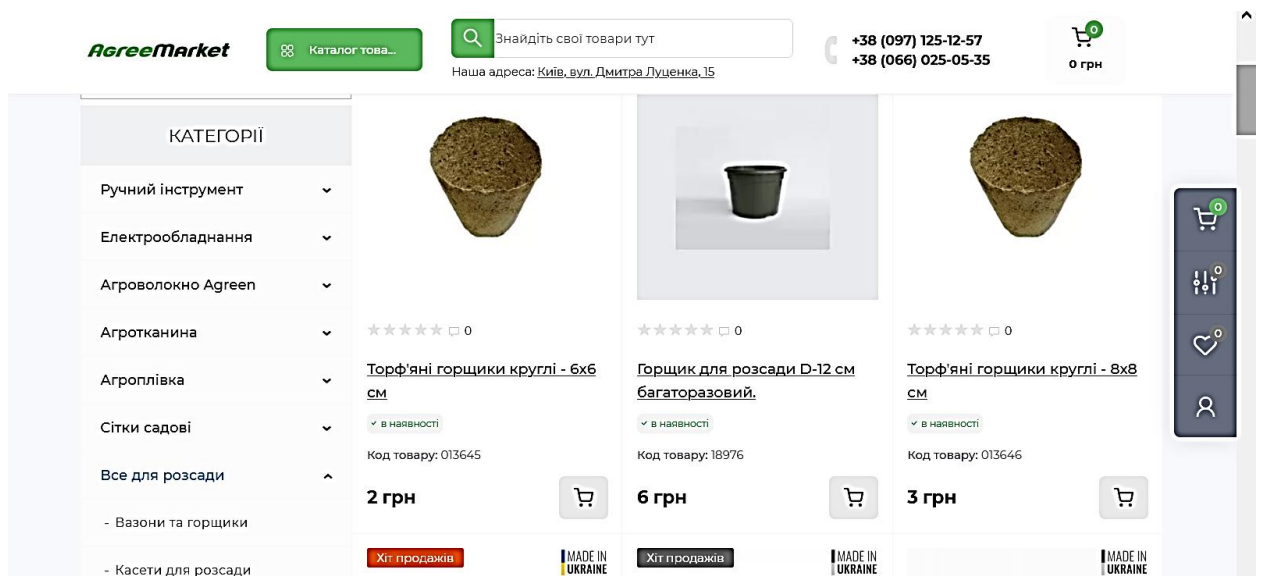 AgreeMarket
Каталог това...
Знайдіть свої товари тут
Наша адреса: Київ, вул. Дмитра Луценка, 15
+38 (097) 125-12-57
+38 (066) 025-05-35
0
0 грн
КАТЕГОРІЇ
Ручний інструмент
Електрообладнання
Агроволокно Agreen
Агротканина
Агроплівка
Сітки садові
Все для розсади
- Вазони та горщики
- Касети для розсади
0
Торф'яні горщики круглі - 6x6
см
в наявності
Код товару: 013645
2 грн
0
Горщик для розсади D-12 см
багаторазовий.
в наявності
Код товару: 18976
6 грн
0
Торф'яні горщики круглі - 8x8
см
в наявності
Код товару: 013646
3 грн
Хіт продажів
MADE IN
UKRAINE
Хіт продажів
MADE IN
UKRAINE
MADE IN
UKRAINE
0
0
0